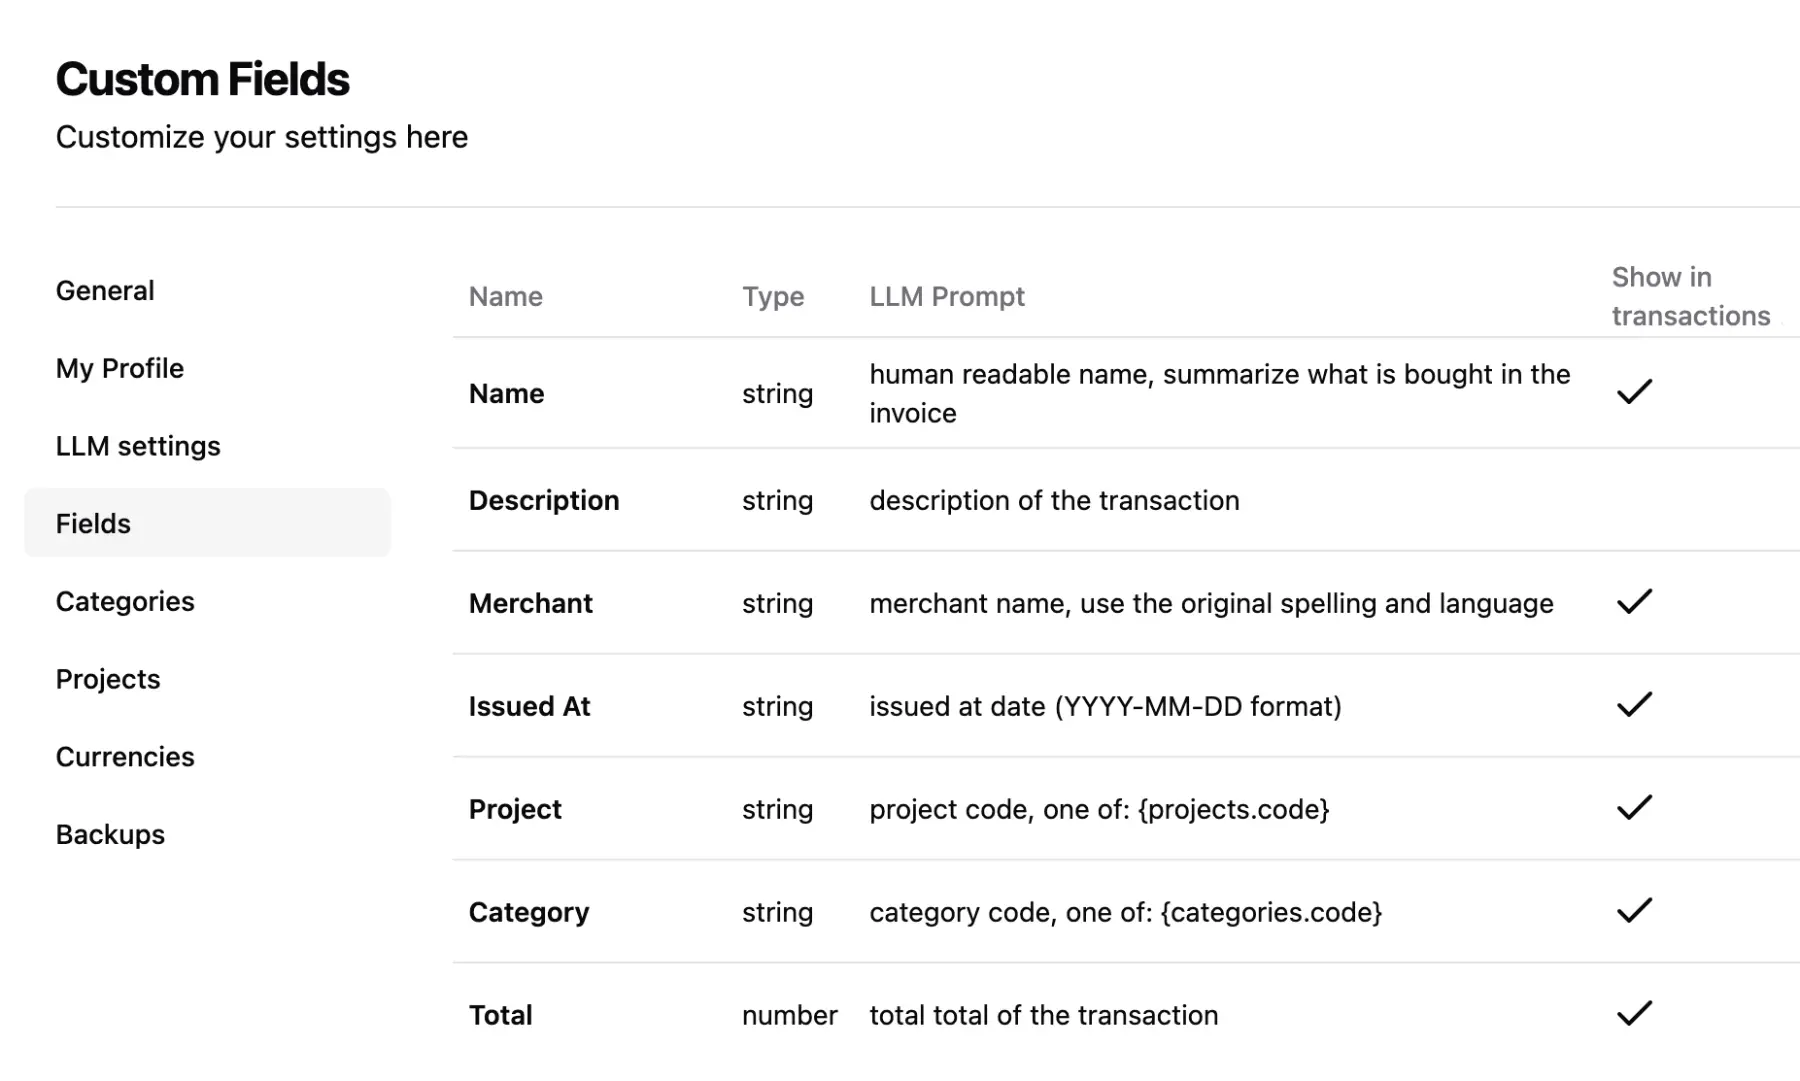 Custom Fields
Customize your settings here
General
My Profile
LLM settings
Fields
Categories
Projects
Currencies
Backups
Name Type LLM Prompt Show in
transactions
Name string human readable name, summarize what is bought in the
invoice
Description string description of the transaction
Merchant string merchant name, use the original spelling and language
Issued At string issued at date (YYYY-MM-DD format)
Project string project code, one of: {projects.code}
Category string category code, one of: {categories.code}
Total number total total of the transaction